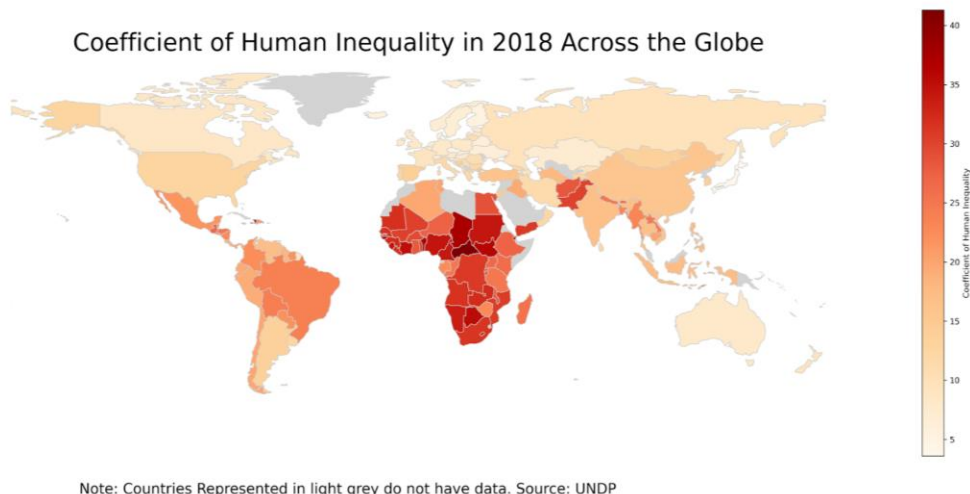 Coefficient of Human Inequality in 2018 Across the Globe
40
35
30
25
20
15
10
5
Coefficient of Human Inequality
Note: Countries Represented in light grey do not have data. Source: UNDP